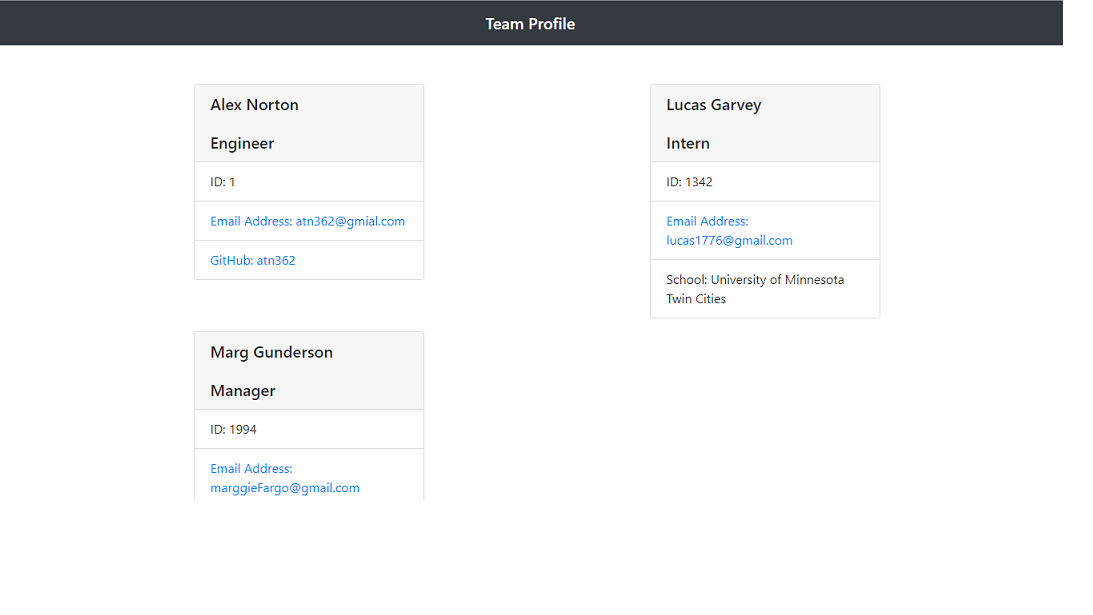 Team Profile
Alex Norton
Engineer
ID: 1
Email Address: atn362@gmial.com
GitHub: atn362
Lucas Garvey
Intern
ID: 1342
Email Address:
lucas1776@gmail.com
School: University of Minnesota
Twin Cities
Marg Gunderson
Manager
ID: 1994
Email Address:
marggieFargo@gmail.com